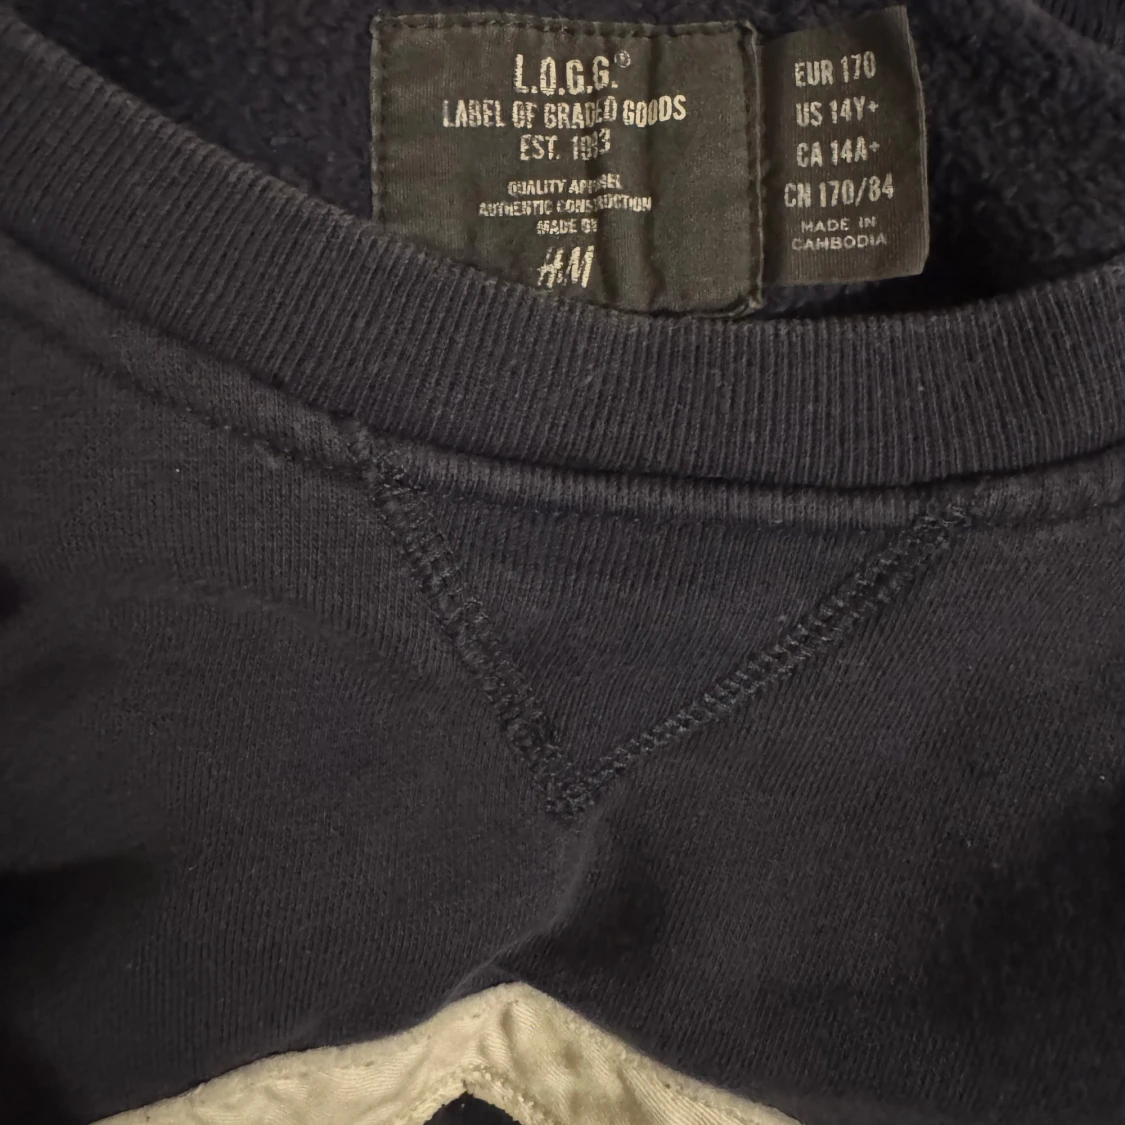 L.O.G.G.®
LABEL OF GRADED GOODS
EST. 1993
QUALITY APPAREL
AUTHENTIC CONSTRUCTION
MADE BY
H&M
EUR 170
US 14Y+
CA 14A+
CN 170/84
MADE IN
CAMBODIA